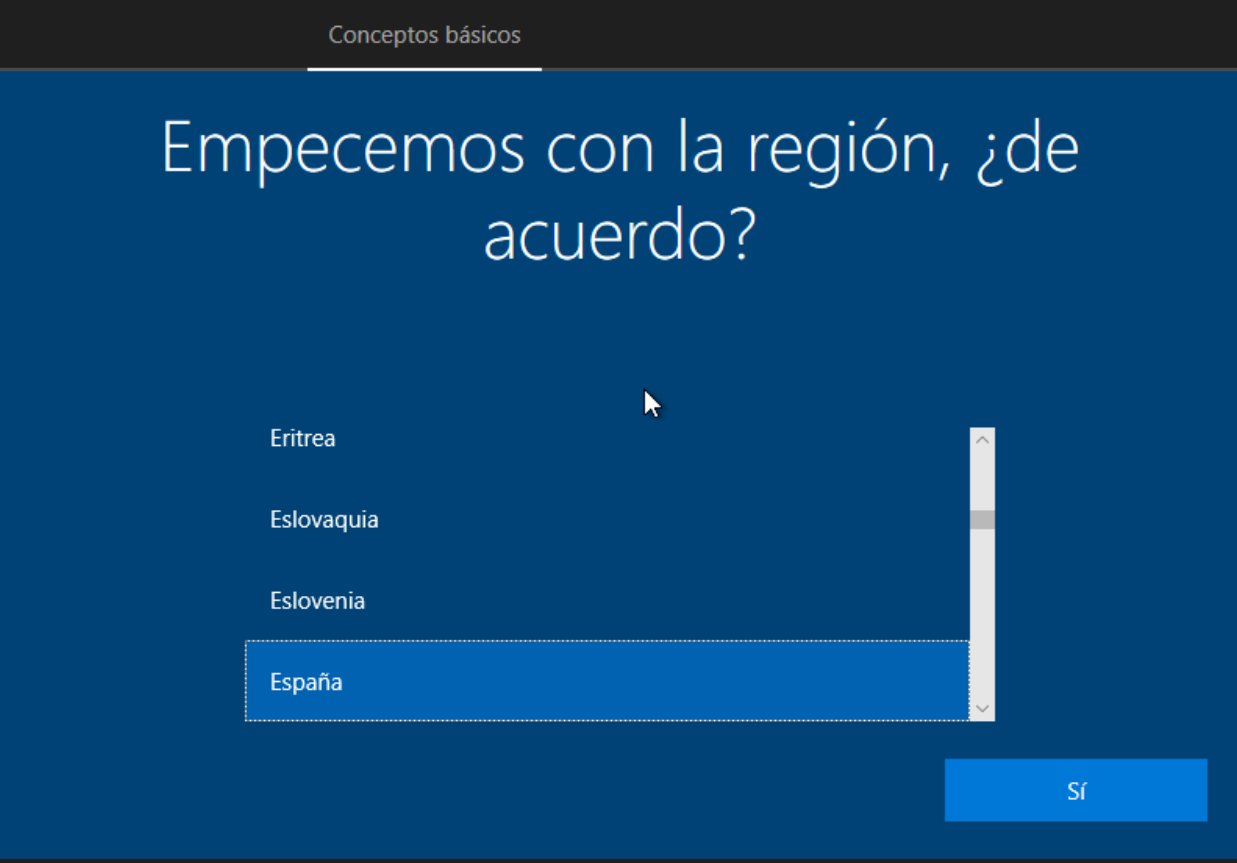 Conceptos básicos
Empecemos con la región, ¿de
acuerdo?
Eritrea
Eslovaquia
Eslovenia
España
Sí